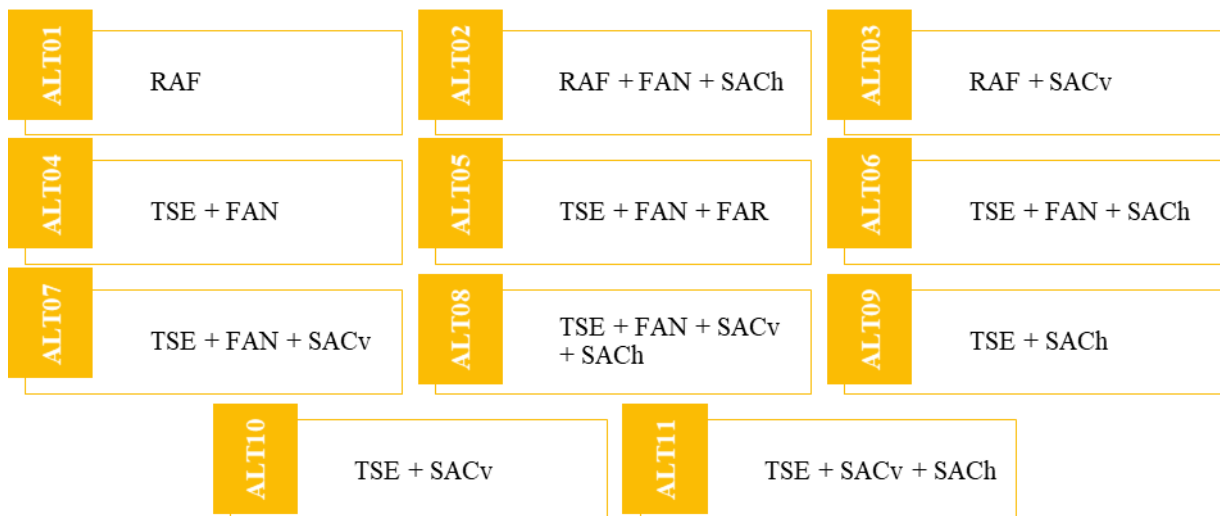 ALT01
RAF
ALT02
RAF + FAN + SACh
ALT03
RAF + SACv
ALT04
TSE + FAN
ALT05
TSE + FAN + FAR
ALT06
TSE + FAN + SACh
ALT07
TSE + FAN + SACv
ALT08
TSE + FAN + SACv
+ SACh
ALT09
TSE + SACh
ALT10
TSE + SACv
ALT11
TSE + SACv + SACh